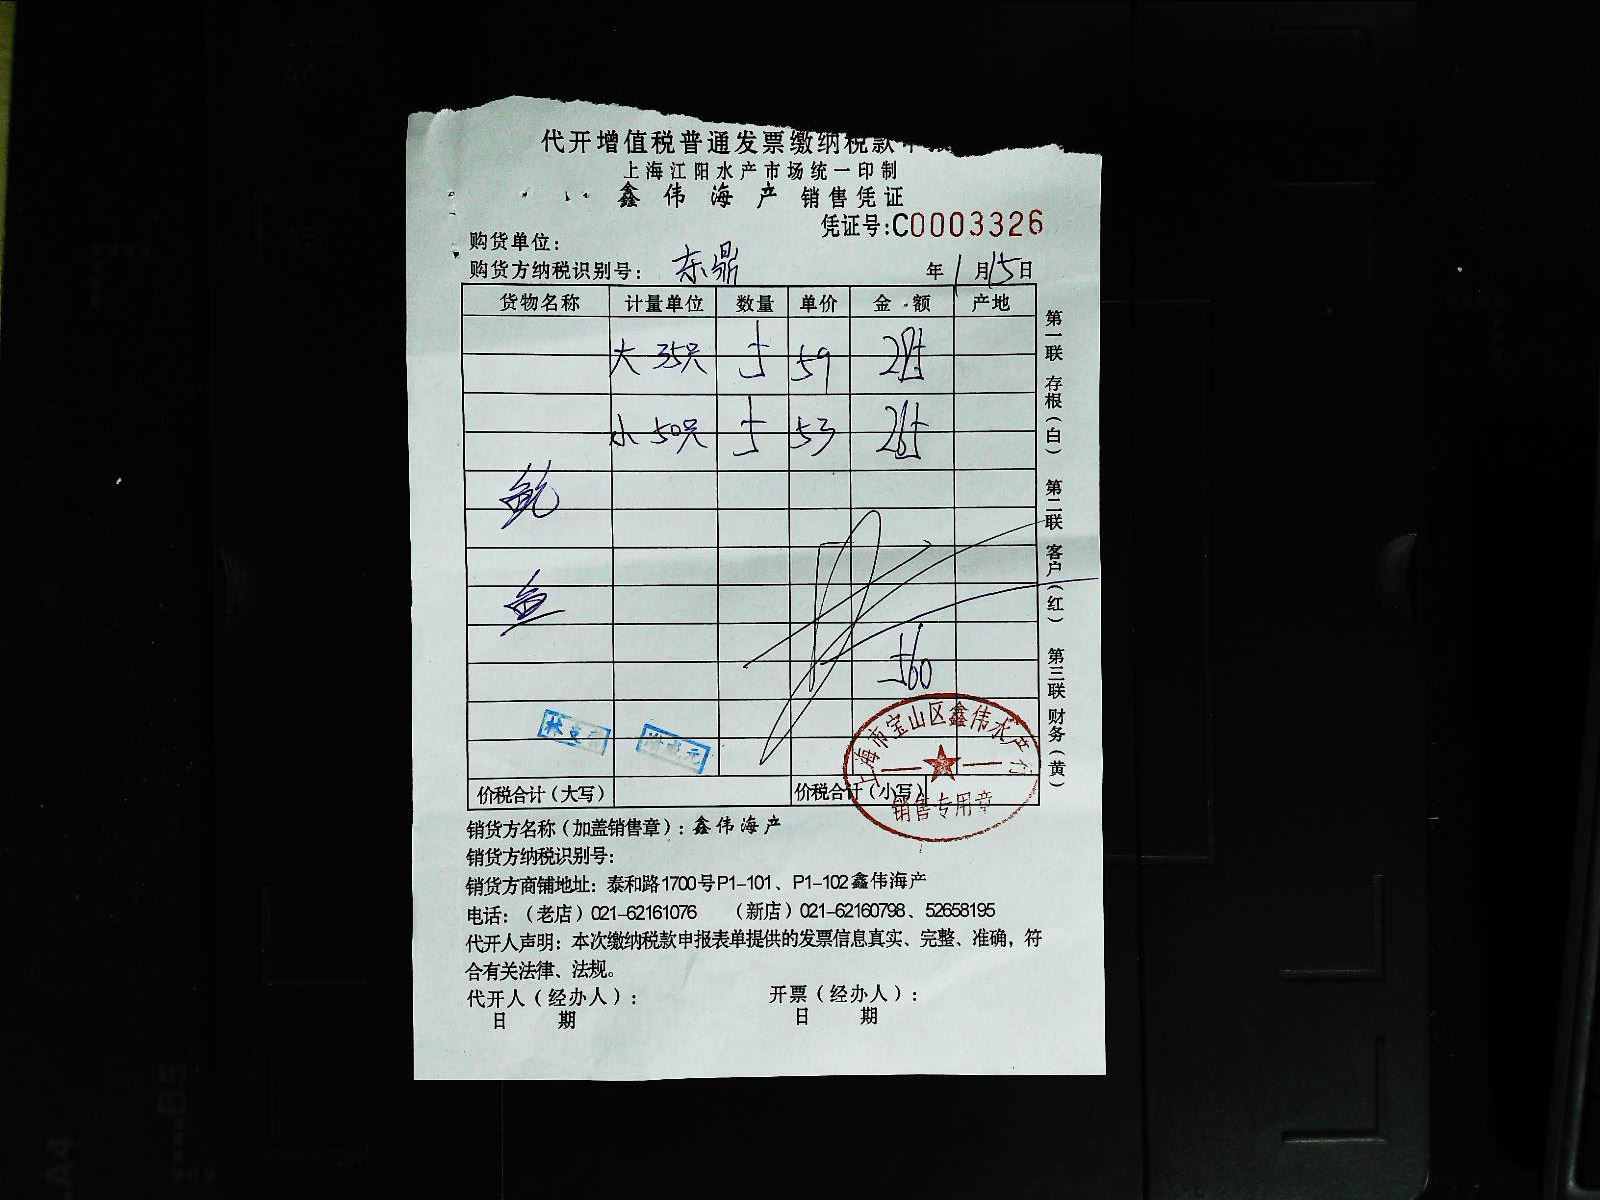 代开增值税普通发票缴纳税款
上海江阳水产市场统一印制
鑫伟海产 销售凭证
凭证号:C0003326
购货单位:
购货方纳税识别号: 东鼎 年 1 月 15 日
货物名称 计量单位 数量 单价 金额 产地
大 35只 5 59 295
小 50只 5 53 265
鲍
鱼
560
价税合计（大写） 价税合计（小写）
上海市宝山区鑫伟水产行
销售专用章
第一联 存根（白） 第二联 客户（红） 第三联 财务（黄）
销货方名称（加盖销售章）: 鑫伟海产
销货方纳税识别号:
销货方商铺地址: 泰和路1700号P1-101、P1-102鑫伟海产
电话:（老店）021-62161076 （新店）021-62160798、52658195
代开人声明: 本次缴纳税款申报表单提供的发票信息真实、完整、准确，符
合有关法律、法规。
代开人（经办人）: 开票（经办人）:
日 期 日 期